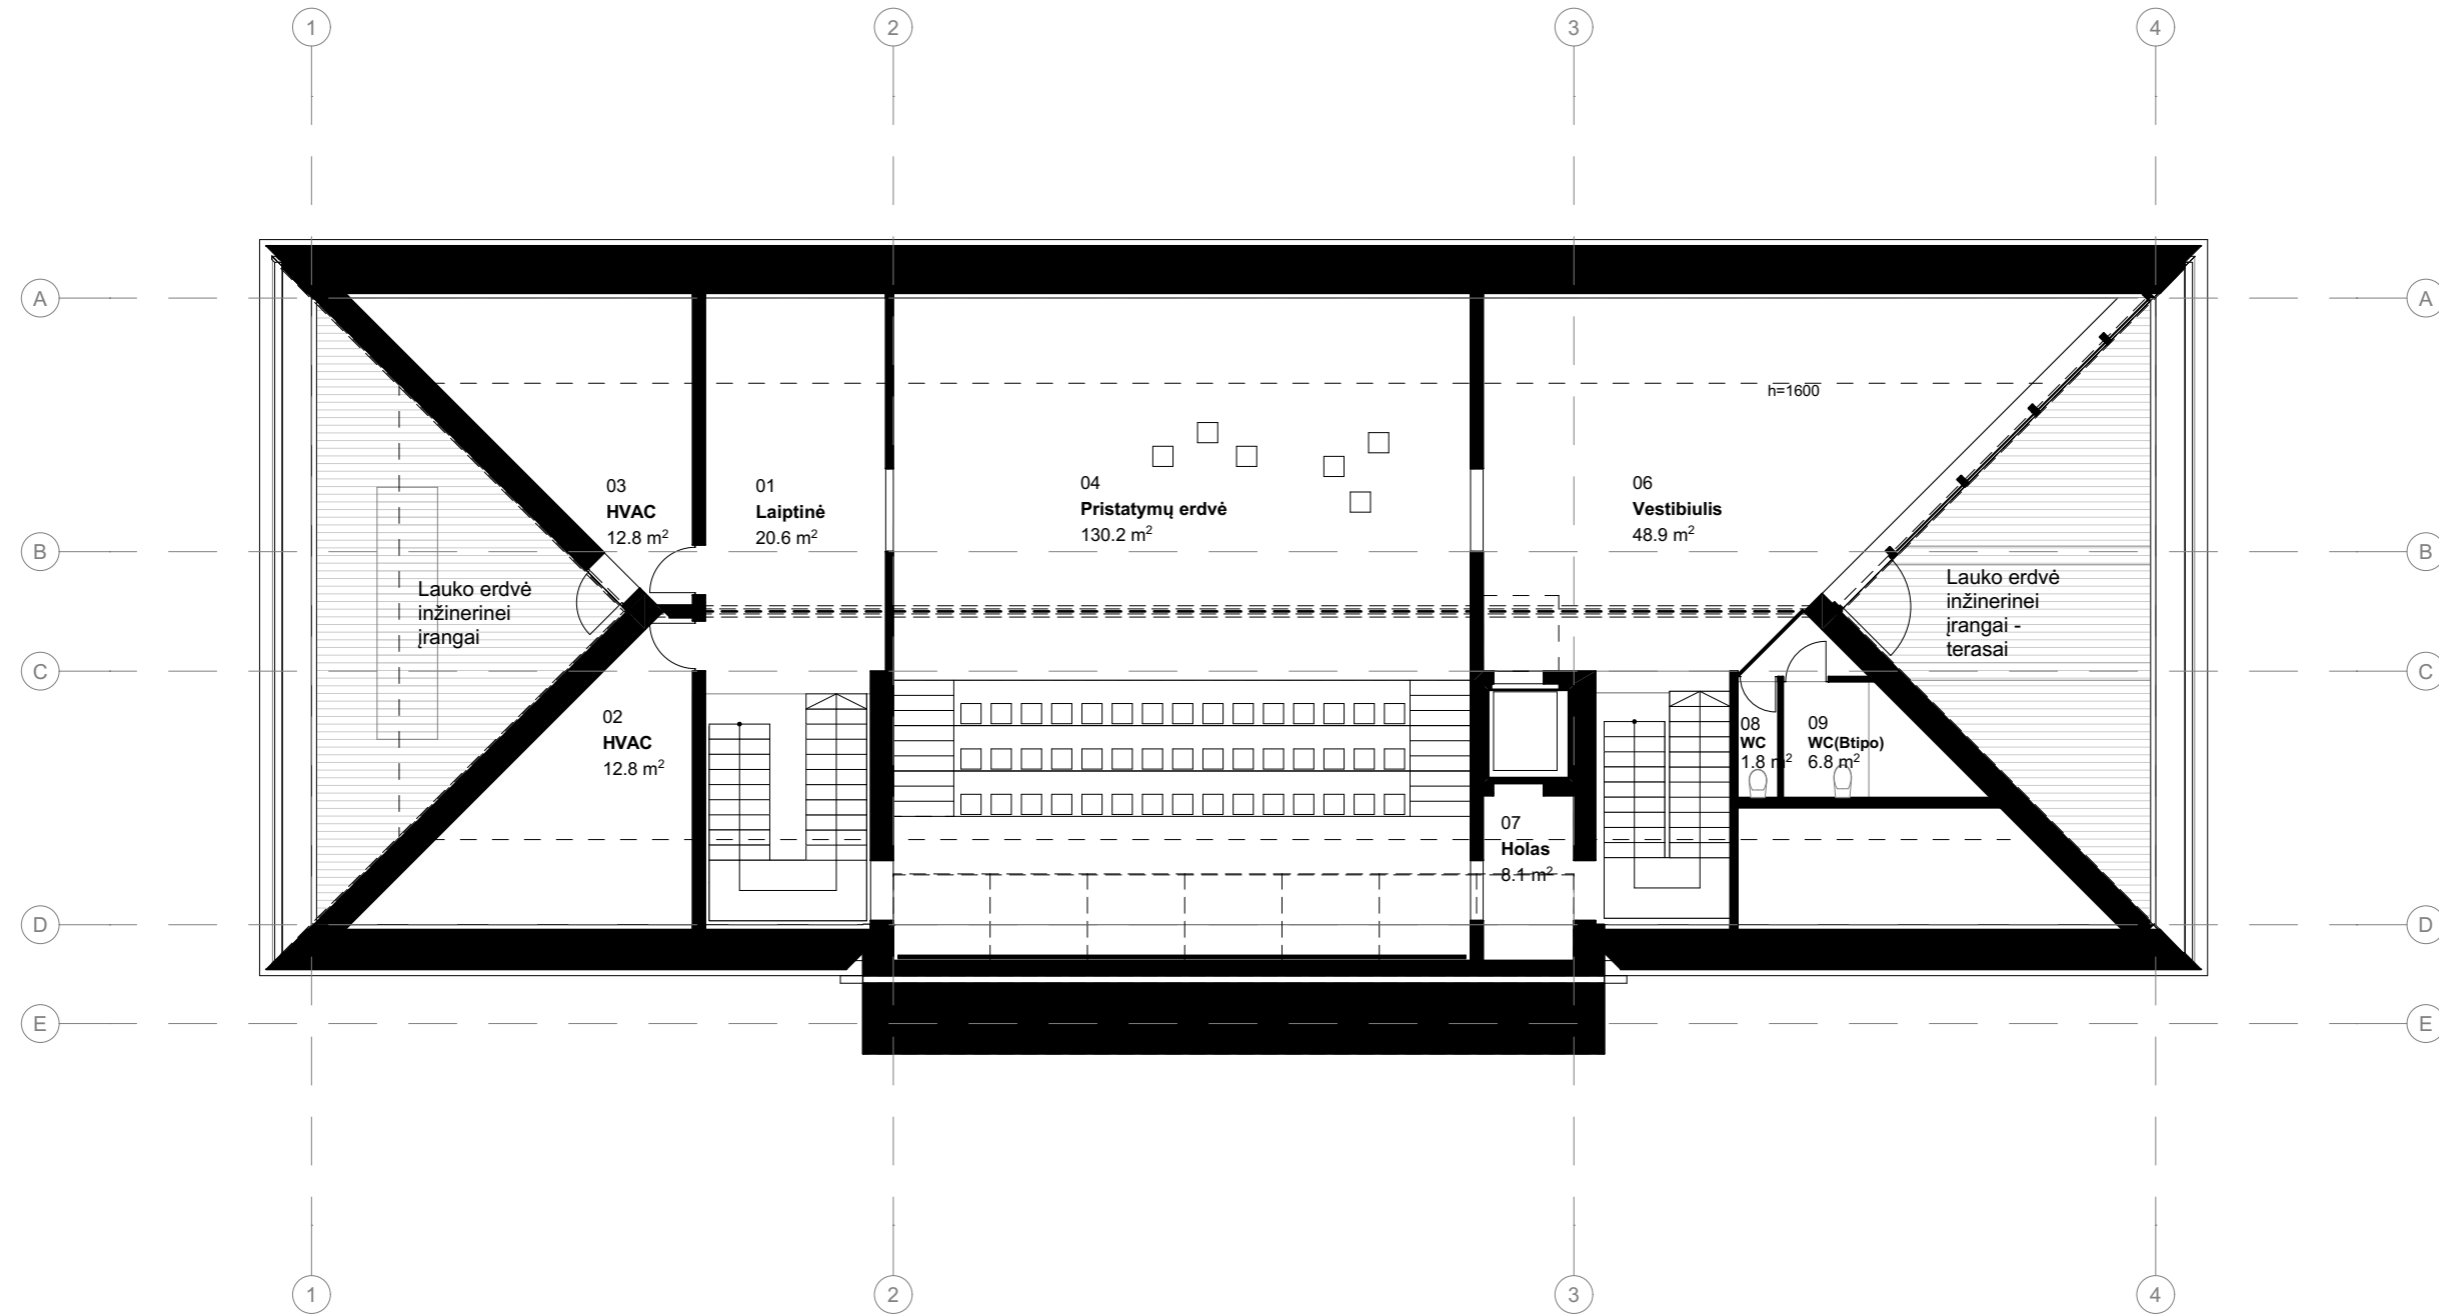 1 2 3 4
A A
h=1600
03
HVAC
12.8 m²
01
Laiptinė
20.6 m²
04
Pristatymų erdvė
130.2 m²
06
Vestibiulis
48.9 m²
B B
Lauko erdvė
inžinerinei
įrangai
Lauko erdvė
inžinerinei
įrangai -
terasai
C C
02
HVAC
12.8 m²
08
WC
1.8 m²
09
WC(Btipo)
6.8 m²
07
Holas
8.1 m²
D D
E E
1 2 3 4